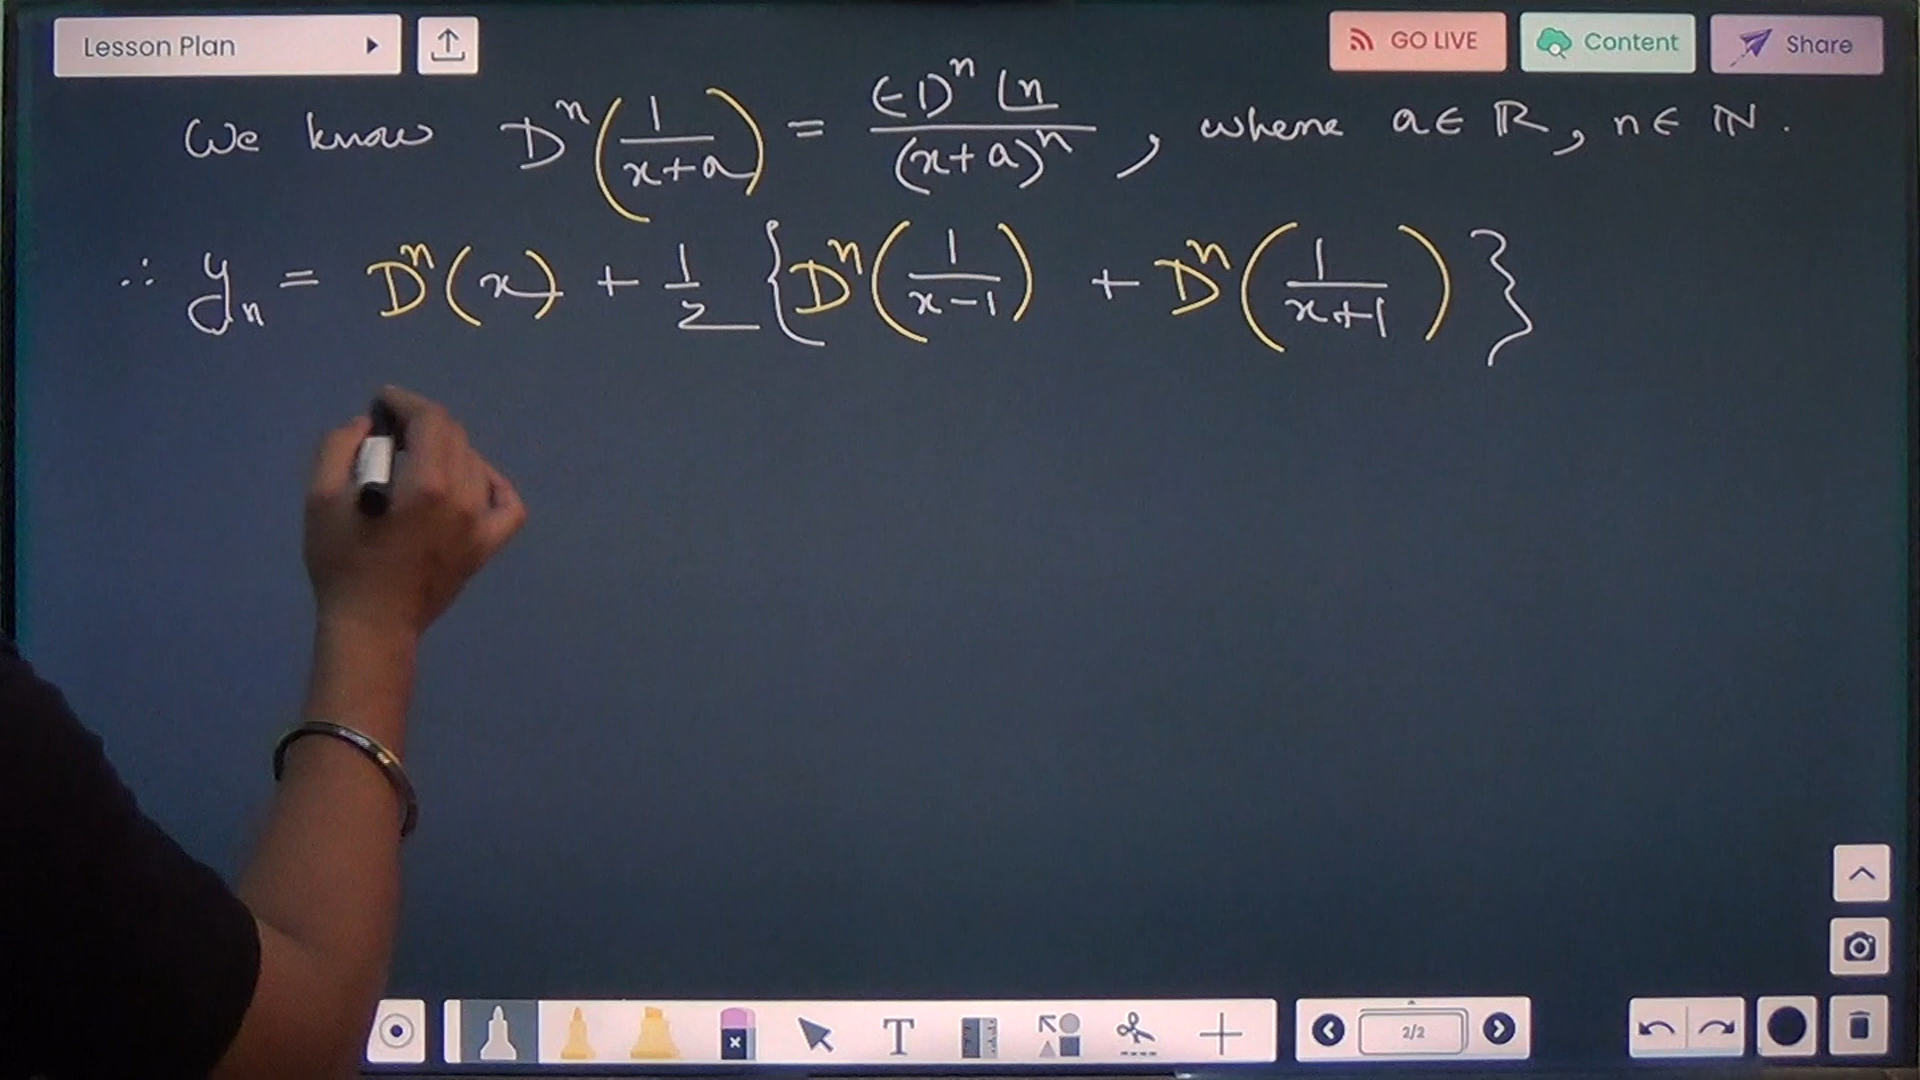 Lesson Plan GO LIVE Content Share
We know Dⁿ(1/(x+a)) = (-1)ⁿ ∟n / (x+a)ⁿ, where a ∈ ℝ, n ∈ ℕ.
∴ yₙ = Dⁿ(x) + 1/2 {Dⁿ(1/(x-1)) + Dⁿ(1/(x+1))}
T 2/2